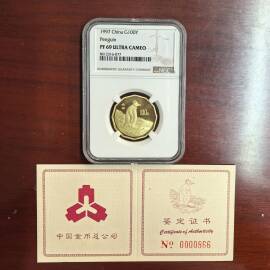 1997 China G100Y
Penguin
PF 69 ULTRA CAMEO
NGC
中国金币总公司
鉴定证书
Certificate of Authenticity
№ 0000866